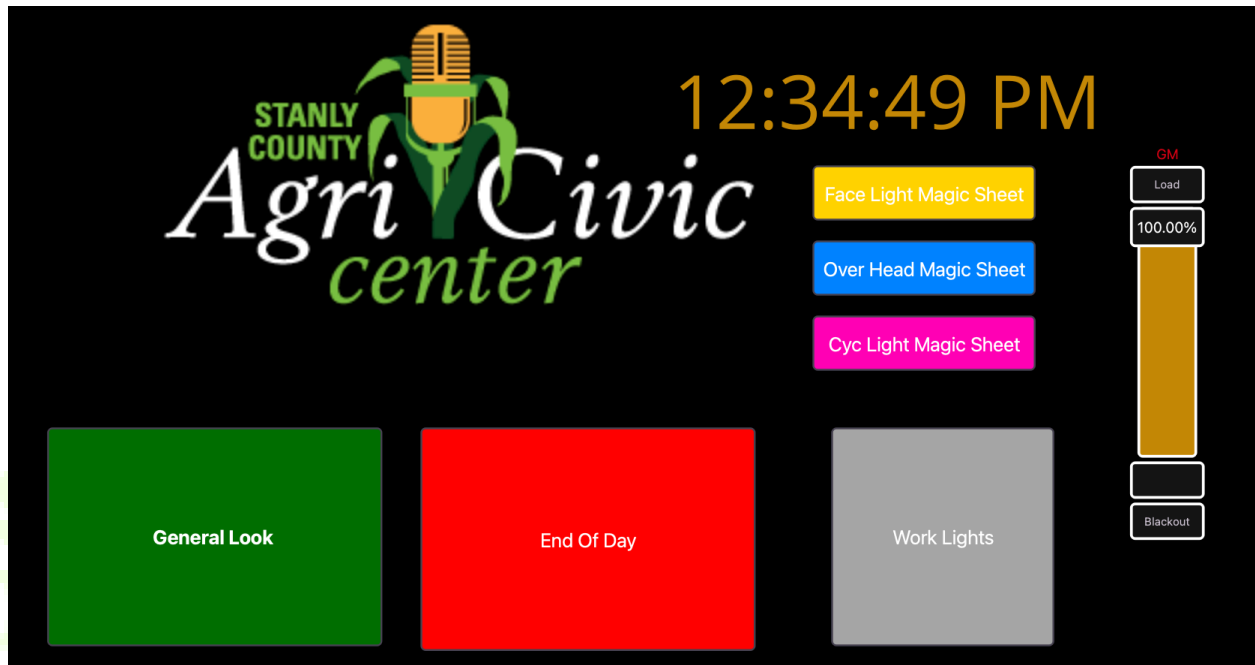 STANLY
COUNTY
Agri Civic
center
12:34:49 PM
GM
Load
100.00%
Face Light Magic Sheet
Over Head Magic Sheet
Cyc Light Magic Sheet
General Look
End Of Day
Work Lights
Blackout